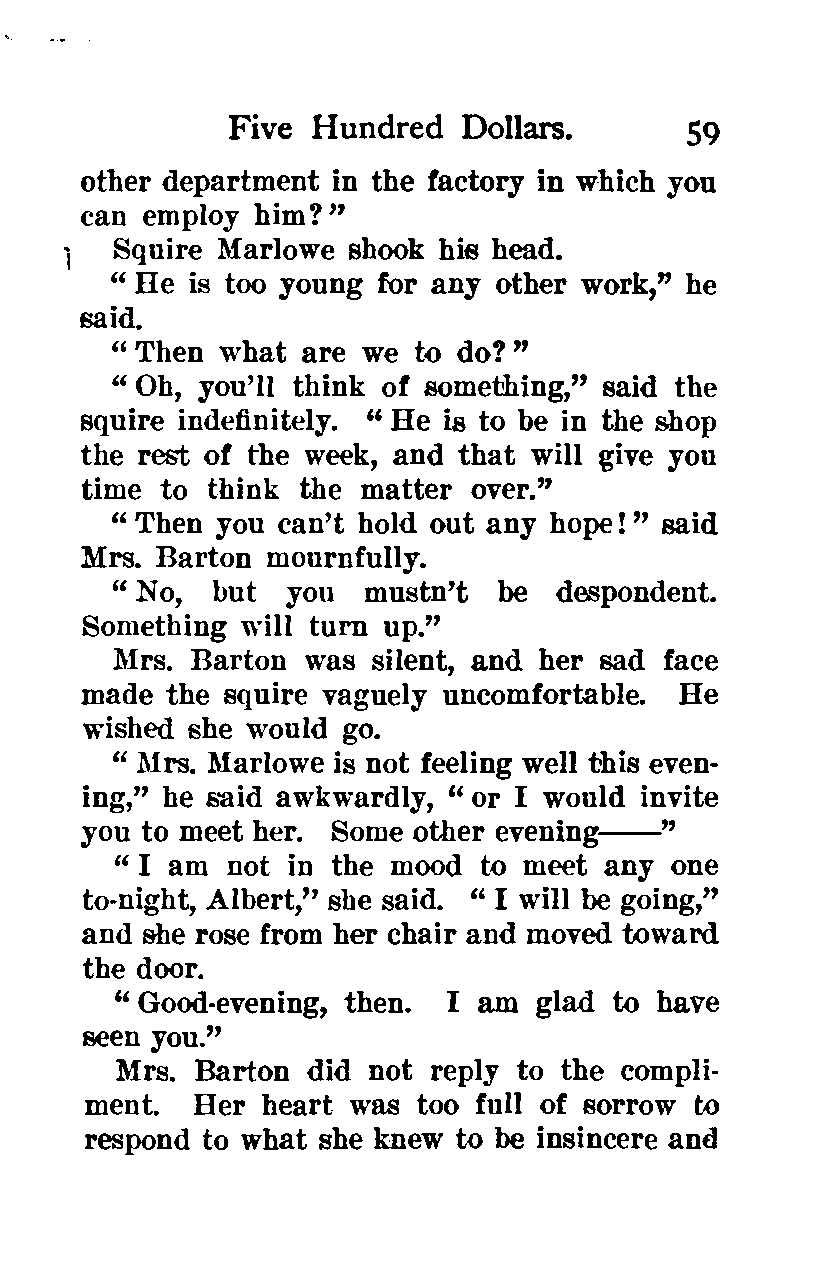 Five Hundred Dollars. 59
other department in the factory in which you
can employ him?”
Squire Marlowe shook his head.
“He is too young for any other work,” he
said.
“Then what are we to do?”
“Oh, you’ll think of something,” said the
squire indefinitely. “He is to be in the shop
the rest of the week, and that will give you
time to think the matter over.”
“Then you can’t hold out any hope!” said
Mrs. Barton mournfully.
“No, but you mustn’t be despondent.
Something will turn up.”
Mrs. Barton was silent, and her sad face
made the squire vaguely uncomfortable. He
wished she would go.
“Mrs. Marlowe is not feeling well this even-
ing,” he said awkwardly, “or I would invite
you to meet her. Some other evening——”
“I am not in the mood to meet any one
to-night, Albert,” she said. “I will be going,”
and she rose from her chair and moved toward
the door.
“Good-evening, then. I am glad to have
seen you.”
Mrs. Barton did not reply to the compli-
ment. Her heart was too full of sorrow to
respond to what she knew to be insincere and